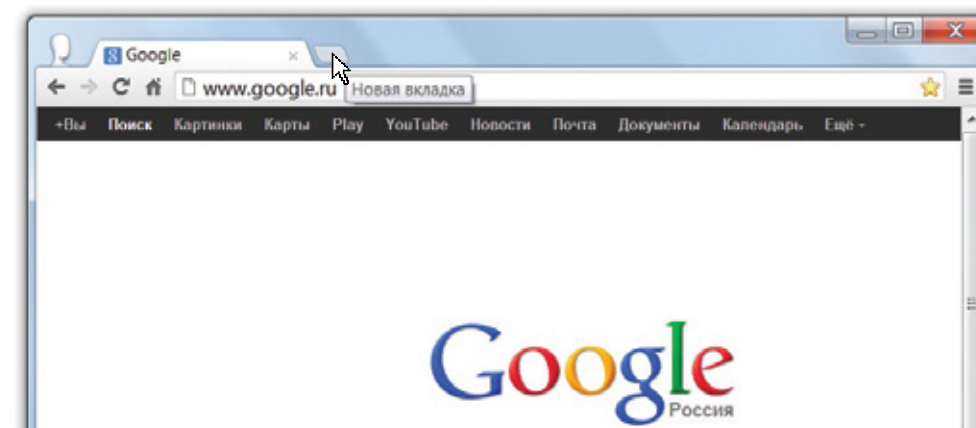 Google
www.google.ru
Новая вкладка
+Вы Поиск Картинки Карты Play YouTube Новости Почта Документы Календарь Ещё
Google
Россия